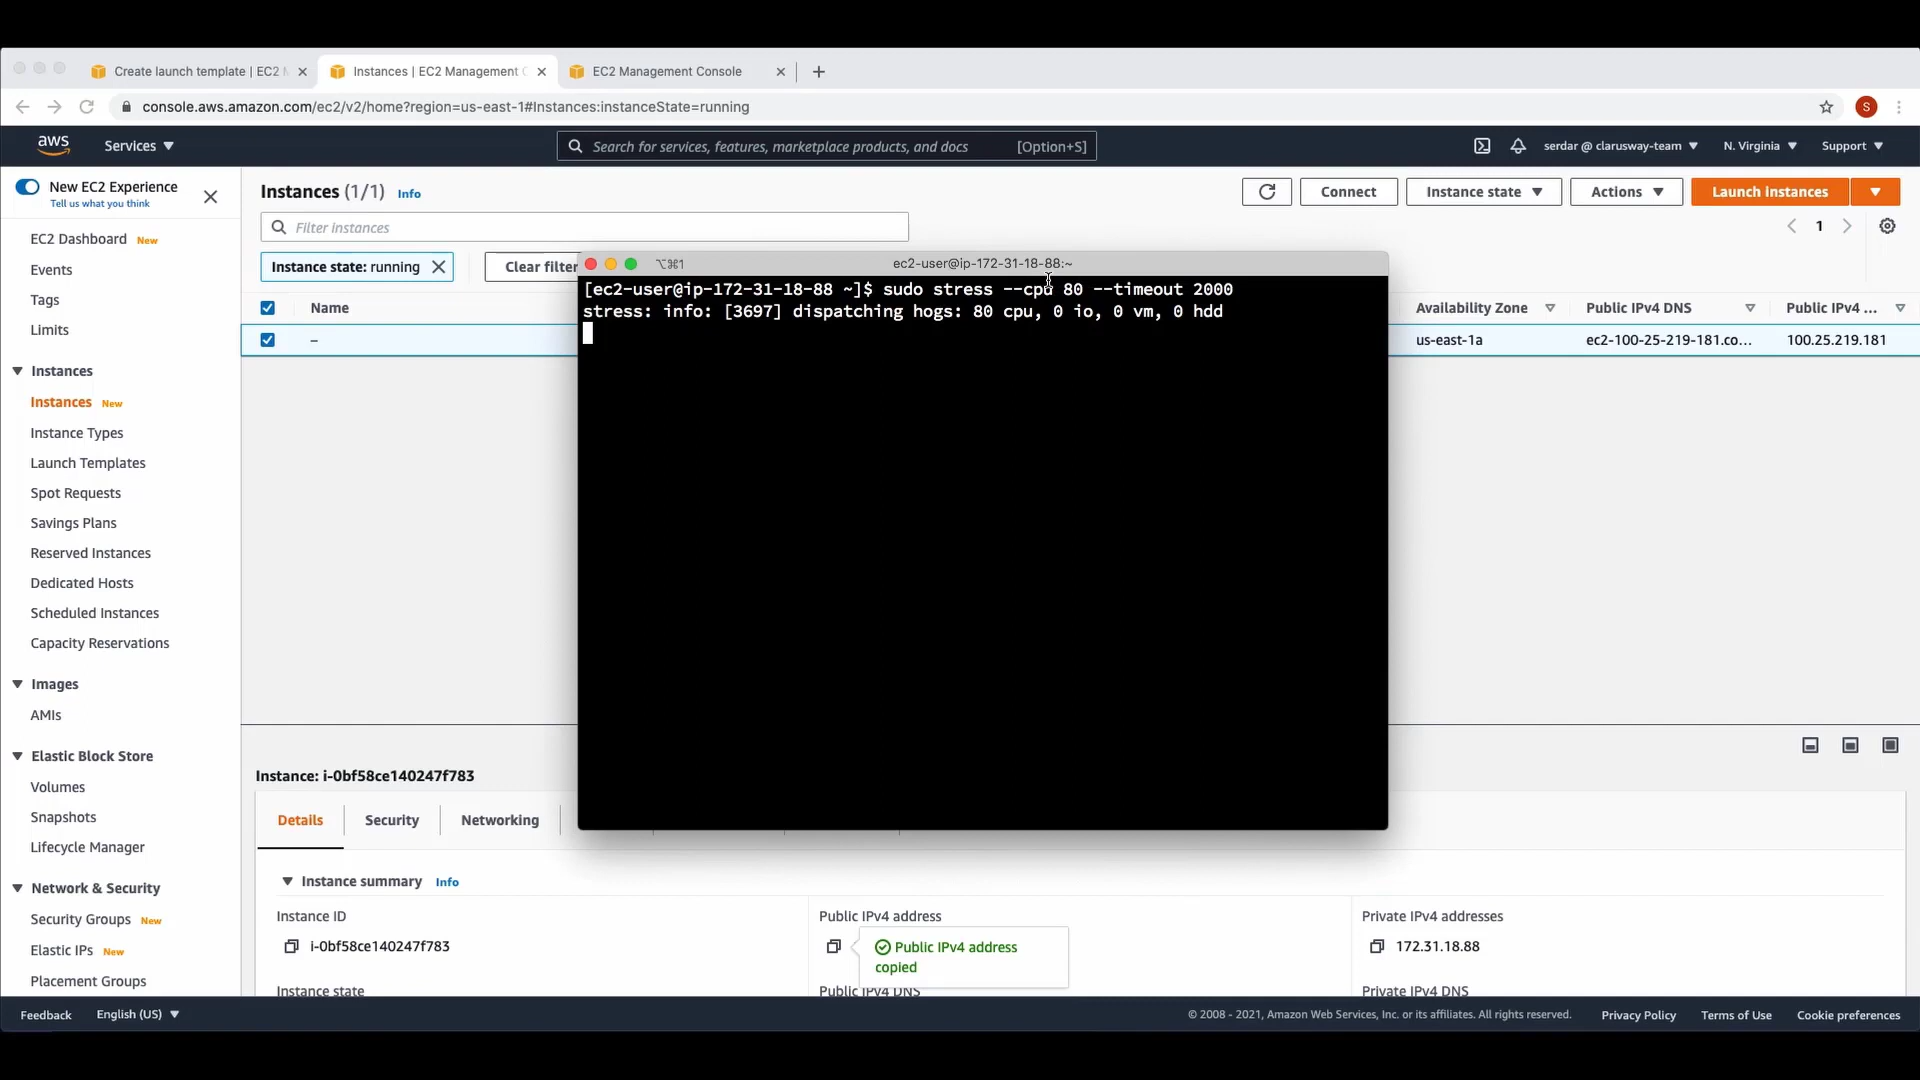 Create launch template | EC2 M
Instances | EC2 Management C
EC2 Management Console
console.aws.amazon.com/ec2/v2/home?region=us-east-1#Instances:instanceState=running
S
aws
Services
Search for services, features, marketplace products, and docs
[Option+S]
serdar @ clarusway-team
N. Virginia
Support
New EC2 Experience
Tell us what you think
EC2 Dashboard New
Events
Tags
Limits
Instances
Instances New
Instance Types
Launch Templates
Spot Requests
Savings Plans
Reserved Instances
Dedicated Hosts
Scheduled Instances
Capacity Reservations
Images
AMIs
Elastic Block Store
Volumes
Snapshots
Lifecycle Manager
Network & Security
Security Groups New
Elastic IPs New
Placement Groups
Instances (1/1) Info
Connect
Instance state
Actions
Launch instances
Filter instances
1
Instance state: running
Clear filter
Name
Availability Zone
Public IPv4 DNS
Public IPv4 ...
–
us-east-1a
ec2-100-25-219-181.co...
100.25.219.181
⌥⌘1
ec2-user@ip-172-31-18-88:~
[ec2-user@ip-172-31-18-88 ~]$ sudo stress --cpu 80 --timeout 2000
stress: info: [3697] dispatching hogs: 80 cpu, 0 io, 0 vm, 0 hdd
Instance: i-0bf58ce140247f783
Details
Security
Networking
Instance summary Info
Instance ID
i-0bf58ce140247f783
Public IPv4 address
Public IPv4 address
copied
Private IPv4 addresses
172.31.18.88
Instance state
Public IPv4 DNS
Private IPv4 DNS
Feedback
English (US)
© 2008 - 2021, Amazon Web Services, Inc. or its affiliates. All rights reserved.
Privacy Policy
Terms of Use
Cookie preferences